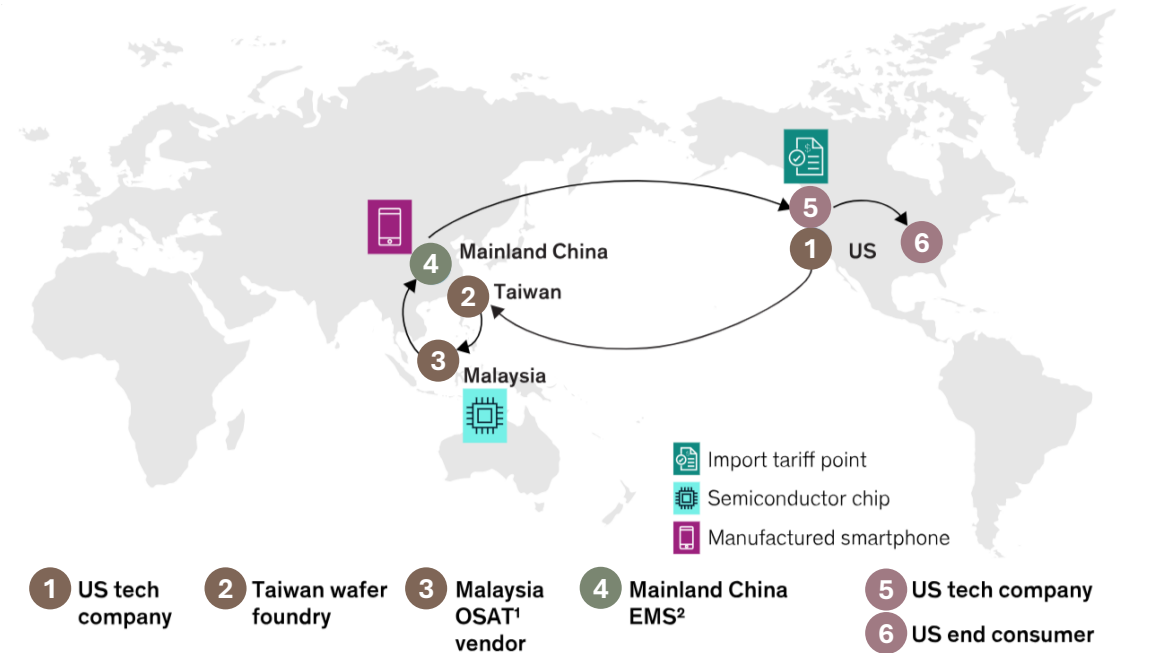 5
1
US
6
4
Mainland China
2
Taiwan
3
Malaysia
$
Import tariff point
Semiconductor chip
Manufactured smartphone
1 US tech
company
2 Taiwan wafer
foundry
3 Malaysia
OSAT¹
vendor
4 Mainland China
EMS²
5 US tech company
6 US end consumer